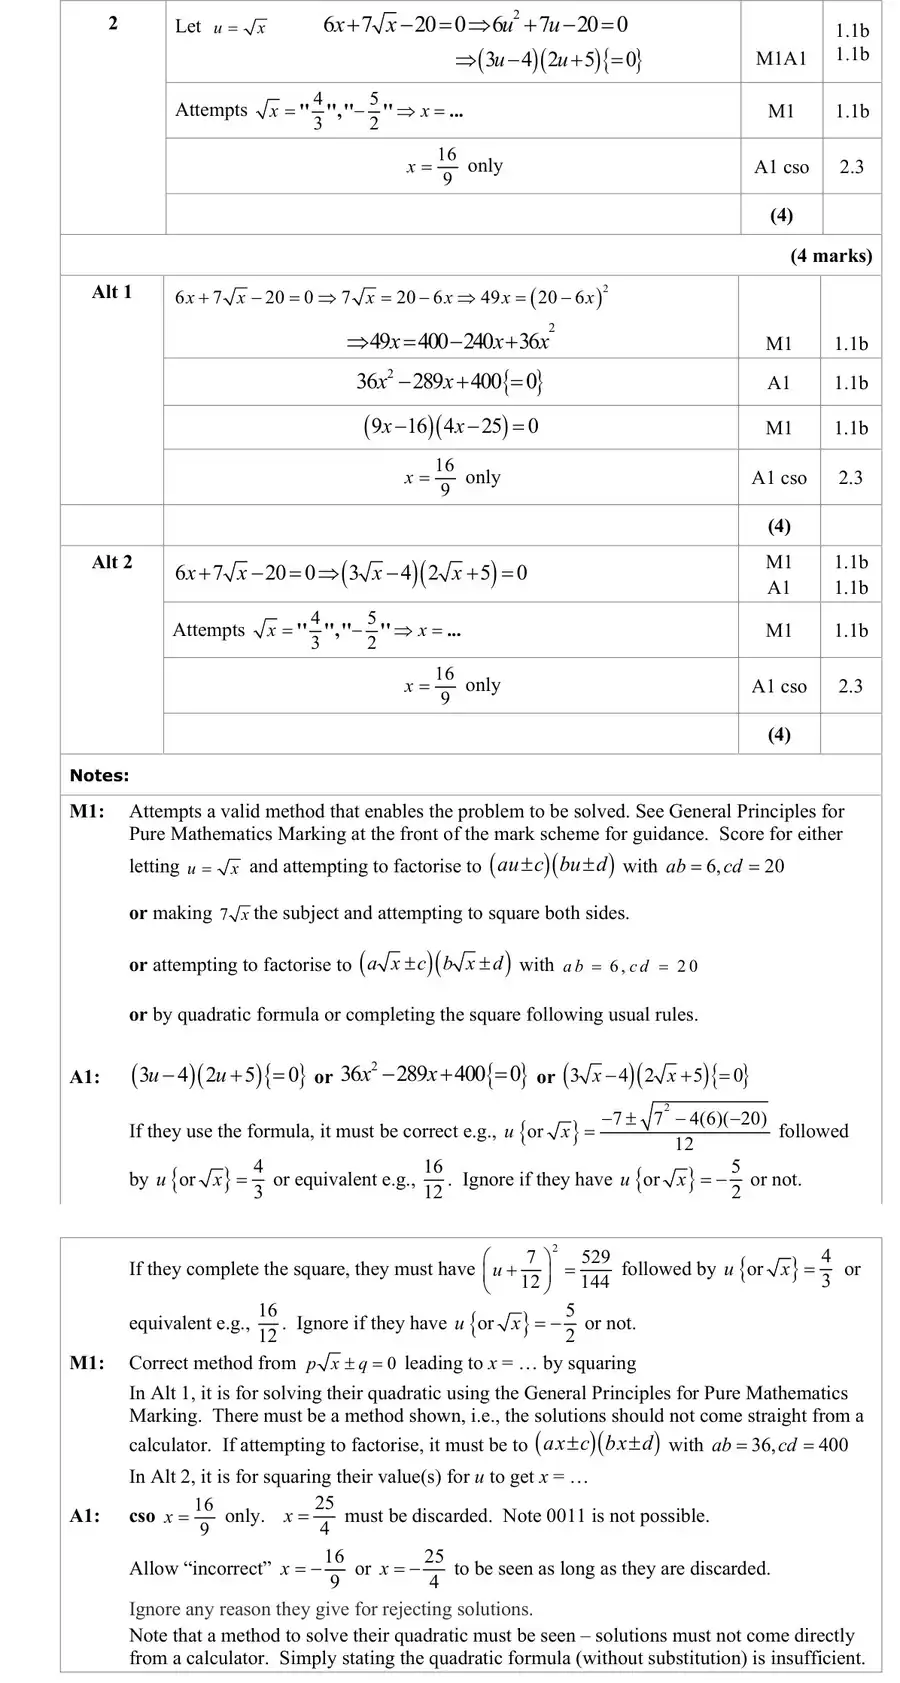 2 Let u = √x 6x+7√x−20=0⇒6u²+7u−20=0 1.1b
⇒(3u−4)(2u+5){=0} M1A1 1.1b
Attempts √x = "4/3","−5/2" ⇒ x = ... M1 1.1b
x = 16/9 only A1 cso 2.3
(4)
(4 marks)
Alt 1 6x+7√x−20=0⇒7√x=20−6x⇒49x=(20−6x)²
⇒49x=400−240x+36x² M1 1.1b
36x²−289x+400{=0} A1 1.1b
(9x−16)(4x−25)=0 M1 1.1b
x = 16/9 only A1 cso 2.3
(4)
Alt 2 6x+7√x−20=0⇒(3√x−4)(2√x+5)=0 M1 1.1b
A1 1.1b
Attempts √x = "4/3","−5/2" ⇒ x = ... M1 1.1b
x = 16/9 only A1 cso 2.3
(4)
Notes:
M1: Attempts a valid method that enables the problem to be solved. See General Principles for
Pure Mathematics Marking at the front of the mark scheme for guidance. Score for either
letting u = √x and attempting to factorise to (au±c)(bu±d) with ab = 6, cd = 20
or making 7√x the subject and attempting to square both sides.
or attempting to factorise to (a√x±c)(b√x±d) with ab = 6, cd = 20
or by quadratic formula or completing the square following usual rules.
A1: (3u−4)(2u+5){=0} or 36x²−289x+400{=0} or (3√x−4)(2√x+5){=0}
If they use the formula, it must be correct e.g., u {or √x} = (−7±√(7²−4(6)(−20)))/12 followed
by u {or √x} = 4/3 or equivalent e.g., 16/12. Ignore if they have u {or √x} = −5/2 or not.
If they complete the square, they must have (u+7/12)² = 529/144 followed by u {or √x} = 4/3 or
equivalent e.g., 16/12. Ignore if they have u {or √x} = −5/2 or not.
M1: Correct method from p√x ± q = 0 leading to x = … by squaring
In Alt 1, it is for solving their quadratic using the General Principles for Pure Mathematics
Marking. There must be a method shown, i.e., the solutions should not come straight from a
calculator. If attempting to factorise, it must be to (ax±c)(bx±d) with ab = 36, cd = 400
In Alt 2, it is for squaring their value(s) for u to get x = …
A1: cso x = 16/9 only. x = 25/4 must be discarded. Note 0011 is not possible.
Allow “incorrect” x = −16/9 or x = −25/4 to be seen as long as they are discarded.
Ignore any reason they give for rejecting solutions.
Note that a method to solve their quadratic must be seen – solutions must not come directly
from a calculator. Simply stating the quadratic formula (without substitution) is insufficient.